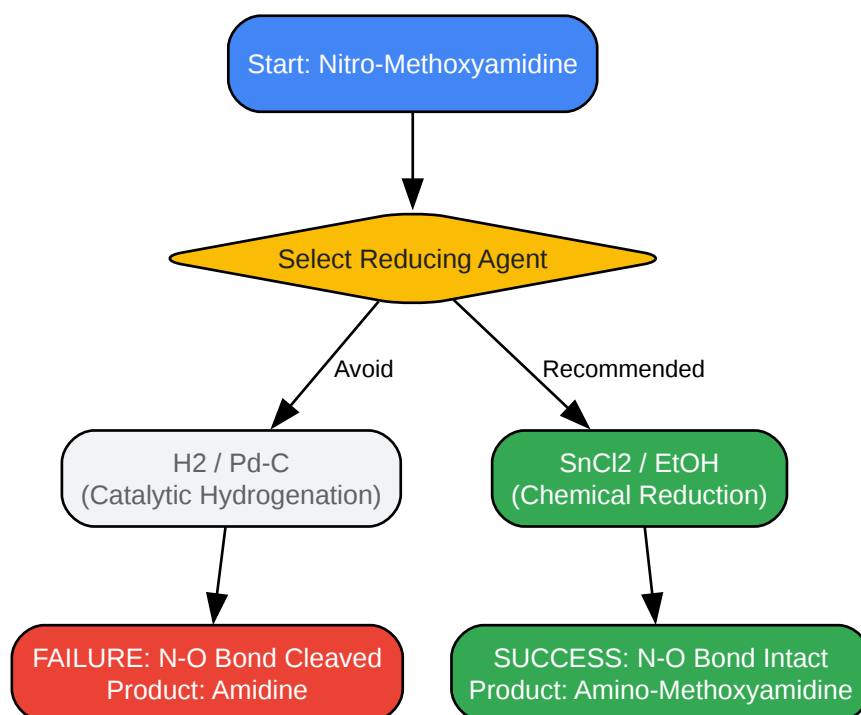 Start: Nitro-Methoxyamidine
Select Reducing Agent
Avoid
Recommended
H2 / Pd-C
(Catalytic Hydrogenation)
SnCl2 / EtOH
(Chemical Reduction)
FAILURE: N-O Bond Cleaved
Product: Amidine
SUCCESS: N-O Bond Intact
Product: Amino-Methoxyamidine